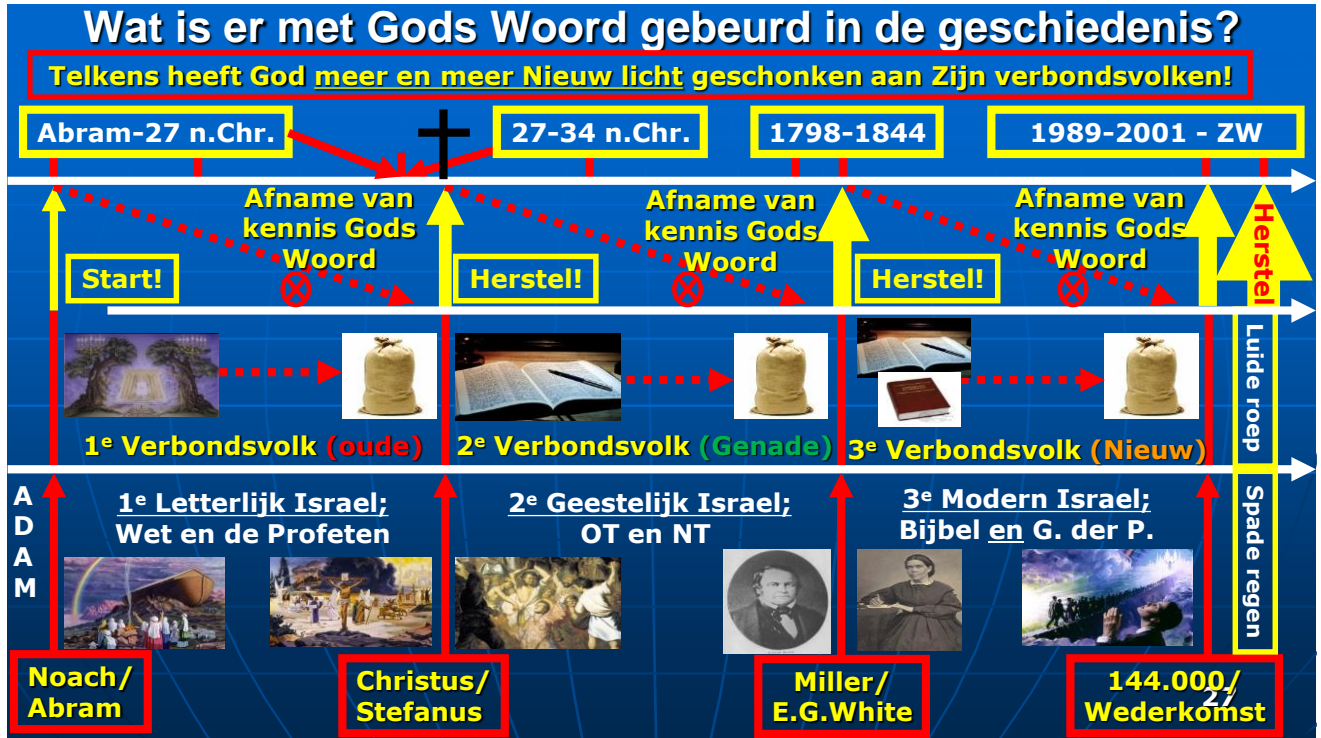 Wat is er met Gods Woord gebeurd in de geschiedenis?
Telkens heeft God meer en meer Nieuw licht geschonken aan Zijn verbondsvolken!
Abram-27 n.Chr.
27-34 n.Chr.
1798-1844
1989-2001 - ZW
Afname van
kennis Gods
Woord
Afname van
kennis Gods
Woord
Afname van
kennis Gods
Woord
Start!
Herstel!
Herstel!
Herstel
Luide roep
Spade regen
1e Verbondsvolk (oude)
2e Verbondsvolk (Genade)
3e Verbondsvolk (Nieuw)
ADAM
1e Letterlijk Israel;
Wet en de Profeten
2e Geestelijk Israel;
OT en NT
3e Modern Israel;
Bijbel en G. der P.
Noach/
Abram
Christus/
Stefanus
Miller/
E.G.White
144.000/
Wederkomst
27